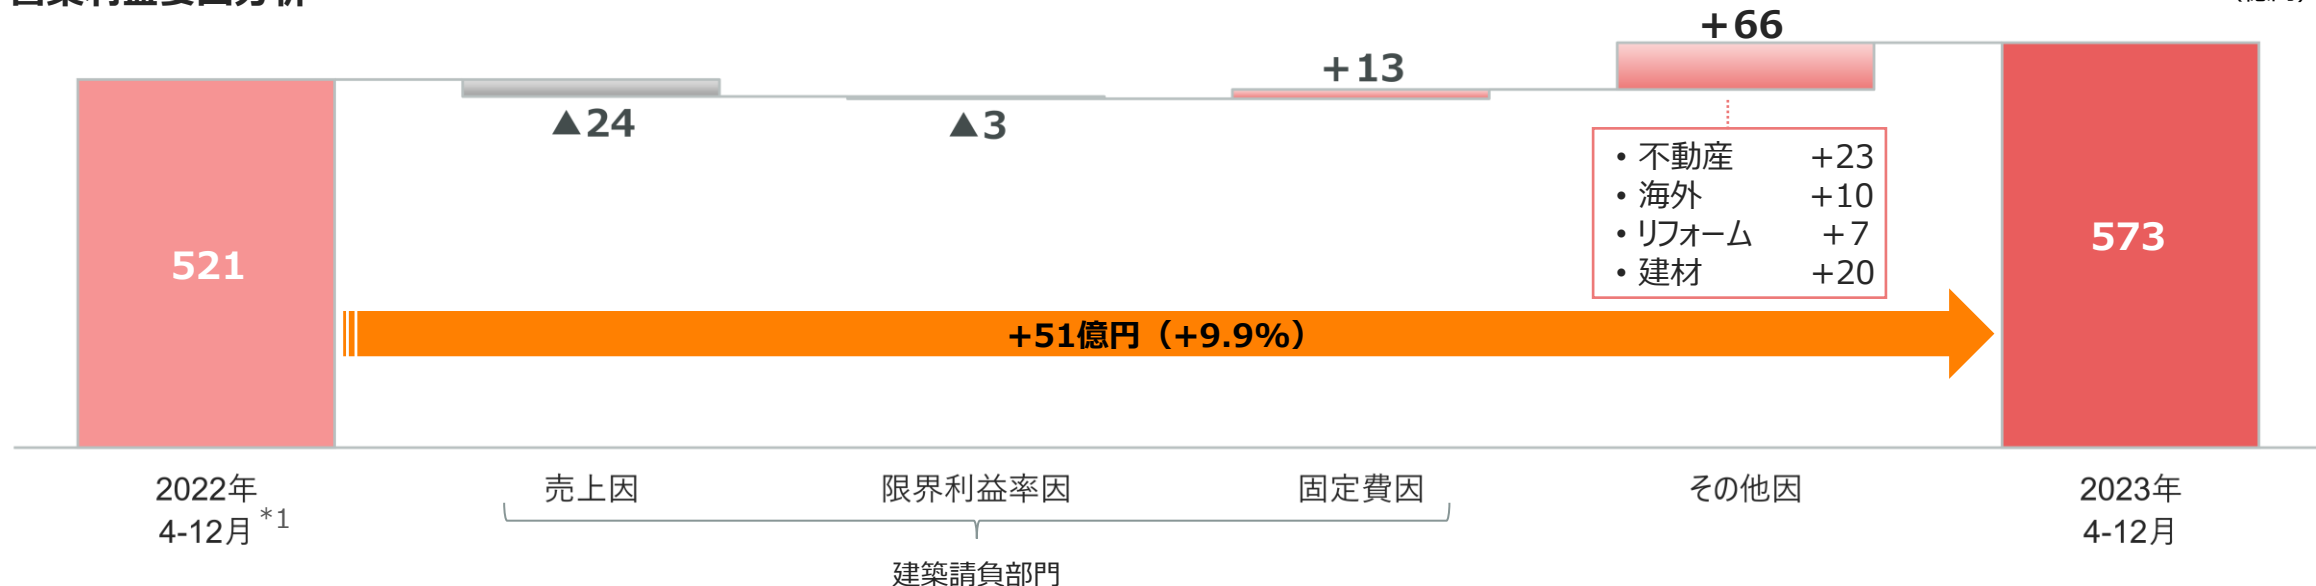 （億円）
+66
+13
▲24
▲3
• 不動産 +23
• 海外 +10
• リフォーム +7
• 建材 +20
521
573
+51億円（+9.9%）
2022年
4-12月 *1
売上因
限界利益率因
固定費因
その他因
2023年
4-12月
建築請負部門